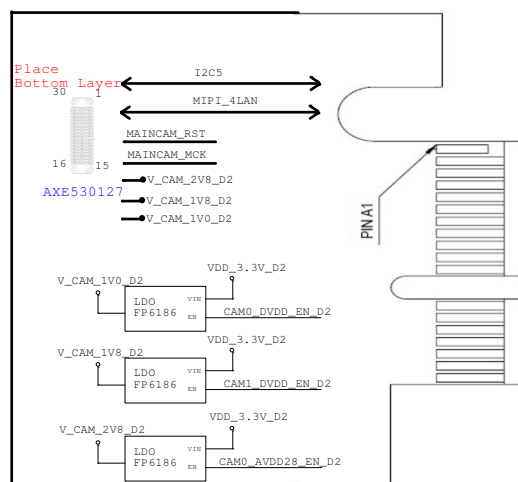 Place
Bottom Layer
30
1
16
15
AXE530127
I2C5
MIPI_4LAN
MAINCAM_RST
MAINCAM_MCK
V_CAM_2V8_D2
V_CAM_1V8_D2
V_CAM_1V0_D2
PIN A1
VDD_3.3V_D2
V_CAM_1V0_D2
LDO
FP6186
VIN
EN
CAM0_DVDD_EN_D2
VDD_3.3V_D2
V_CAM_1V8_D2
LDO
FP6186
VIN
EN
CAM1_DVDD_EN_D2
VDD_3.3V_D2
V_CAM_2V8_D2
LDO
FP6186
VIN
EN
CAM0_AVDD28_EN_D2